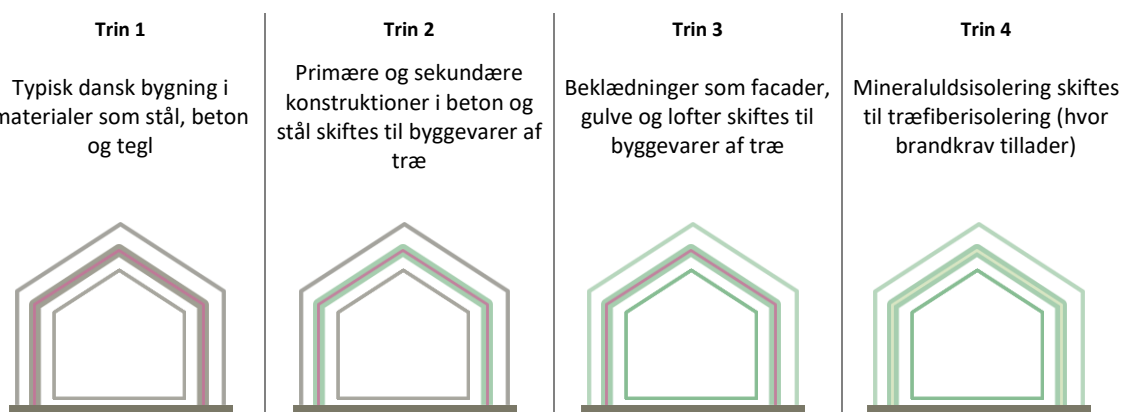 Trin 1
Typisk dansk bygning i
materialer som stål, beton
og tegl
Trin 2
Primære og sekundære
konstruktioner i beton og
stål skiftes til byggevarer af
træ
Trin 3
Beklædninger som facader,
gulve og lofter skiftes til
byggevarer af træ
Trin 4
Mineraluldsisolering skiftes
til træfiberisolering (hvor
brandkrav tillader)